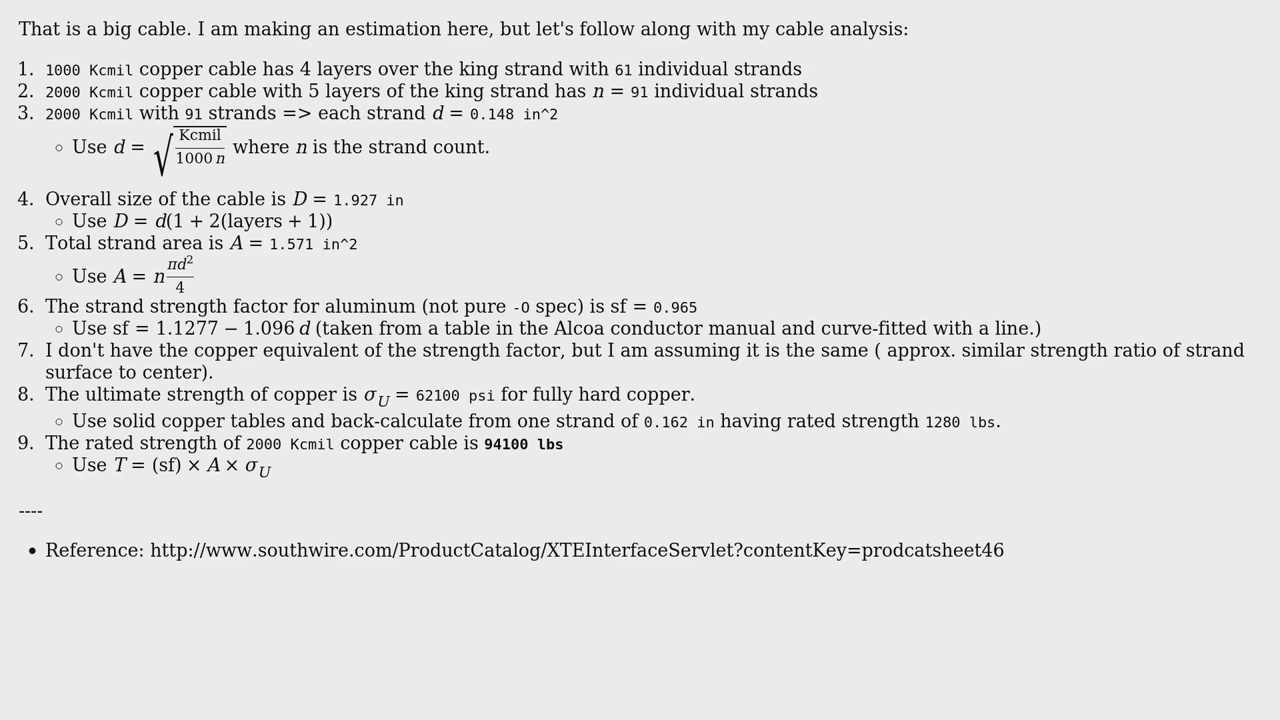 That is a big cable. I am making an estimation here, but let's follow along with my cable analysis:
1. 1000 Kcmil copper cable has 4 layers over the king strand with 61 individual strands
2. 2000 Kcmil copper cable with 5 layers of the king strand has n = 91 individual strands
3. 2000 Kcmil with 91 strands => each strand d = 0.148 in^2
○ Use d = √(Kcmil / 1000 n) where n is the strand count.
4. Overall size of the cable is D = 1.927 in
○ Use D = d(1 + 2(layers + 1))
5. Total strand area is A = 1.571 in^2
○ Use A = n πd²/4
6. The strand strength factor for aluminum (not pure -O spec) is sf = 0.965
○ Use sf = 1.1277 − 1.096 d (taken from a table in the Alcoa conductor manual and curve-fitted with a line.)
7. I don't have the copper equivalent of the strength factor, but I am assuming it is the same ( approx. similar strength ratio of strand
surface to center).
8. The ultimate strength of copper is σ_U = 62100 psi for fully hard copper.
○ Use solid copper tables and back-calculate from one strand of 0.162 in having rated strength 1280 lbs.
9. The rated strength of 2000 Kcmil copper cable is 94100 lbs
○ Use T = (sf) × A × σ_U
----
• Reference: http://www.southwire.com/ProductCatalog/XTEInterfaceServlet?contentKey=prodcatsheet46